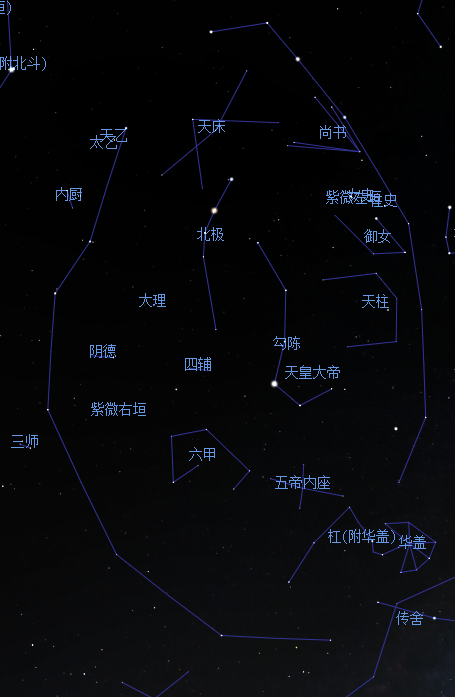 垣)
附北斗)
天床
尚书
天乙
太乙
内厨
紫微左垣
柱史
御女
北极
大理
天柱
勾陈
阴德
四辅
天皇大帝
紫微右垣
三师
六甲
五帝内座
杠(附华盖)
华盖
传舍